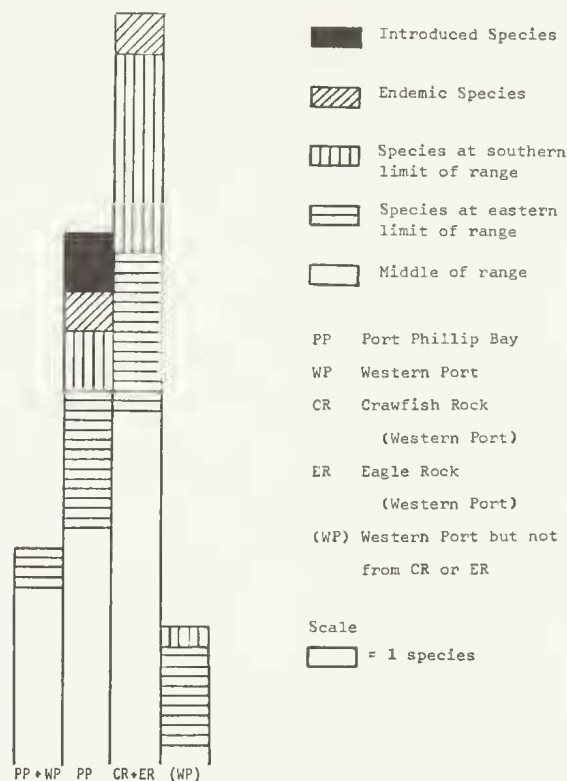 Introduced Species
Endemic Species
Species at southern
limit of range
Species at eastern
limit of range
Middle of range
PP Port Phillip Bay
WP Western Port
CR Crawfish Rock
(Western Port)
ER Eagle Rock
(Western Port)
(WP) Western Port but not
from CR or ER
Scale
= 1 species
PP + WP PP CR+ER (WP)